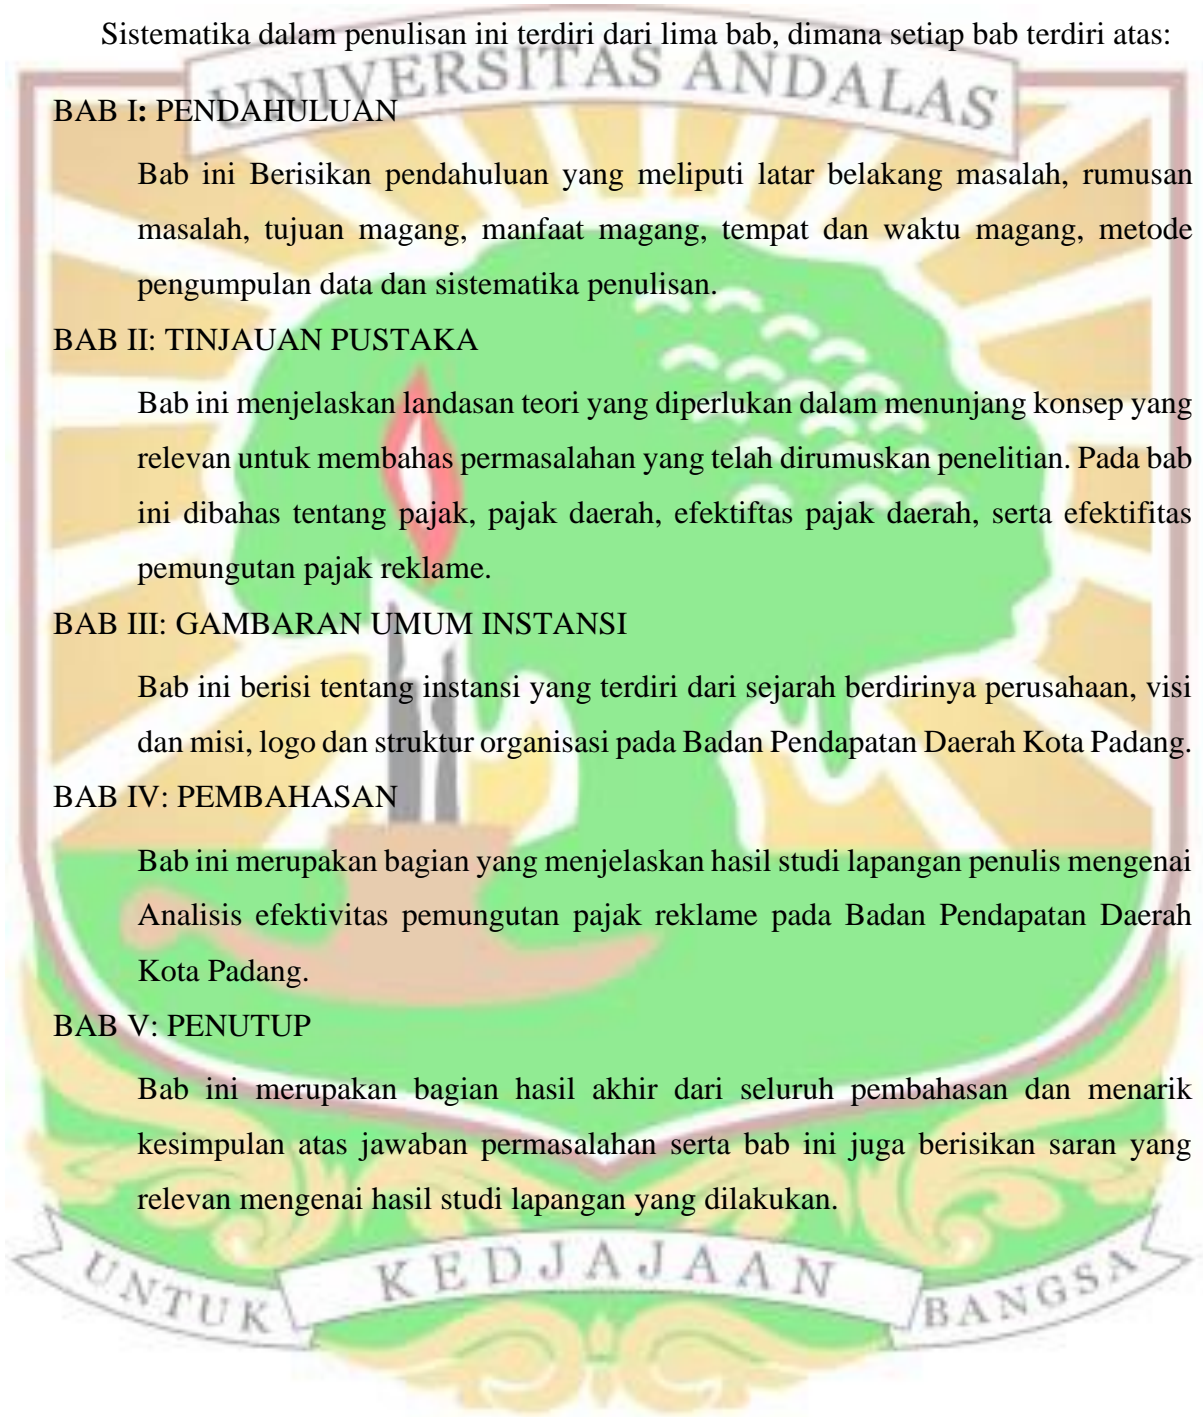 Sistematika dalam penulisan ini terdiri dari lima bab, dimana setiap bab terdiri atas:
UNIVERSITAS ANDALAS
BAB I: PENDAHULUAN
Bab ini Berisikan pendahuluan yang meliputi latar belakang masalah, rumusan
masalah, tujuan magang, manfaat magang, tempat dan waktu magang, metode
pengumpulan data dan sistematika penulisan.
BAB II: TINJAUAN PUSTAKA
Bab ini menjelaskan landasan teori yang diperlukan dalam menunjang konsep yang
relevan untuk membahas permasalahan yang telah dirumuskan penelitian. Pada bab
ini dibahas tentang pajak, pajak daerah, efektiftas pajak daerah, serta efektifitas
pemungutan pajak reklame.
BAB III: GAMBARAN UMUM INSTANSI
Bab ini berisi tentang instansi yang terdiri dari sejarah berdirinya perusahaan, visi
dan misi, logo dan struktur organisasi pada Badan Pendapatan Daerah Kota Padang.
BAB IV: PEMBAHASAN
Bab ini merupakan bagian yang menjelaskan hasil studi lapangan penulis mengenai
Analisis efektivitas pemungutan pajak reklame pada Badan Pendapatan Daerah
Kota Padang.
BAB V: PENUTUP
Bab ini merupakan bagian hasil akhir dari seluruh pembahasan dan menarik
kesimpulan atas jawaban permasalahan serta bab ini juga berisikan saran yang
relevan mengenai hasil studi lapangan yang dilakukan.
UNTUK KEDJAJAAN BANGSA